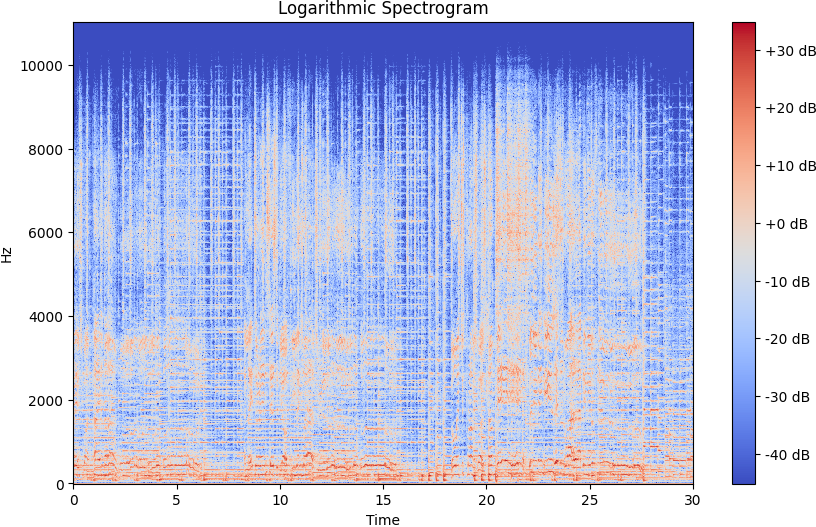 Logarithmic Spectrogram
Hz
10000
8000
6000
4000
2000
0
0 5 10 15 20 25 30
Time
+30 dB
+20 dB
+10 dB
+0 dB
-10 dB
-20 dB
-30 dB
-40 dB